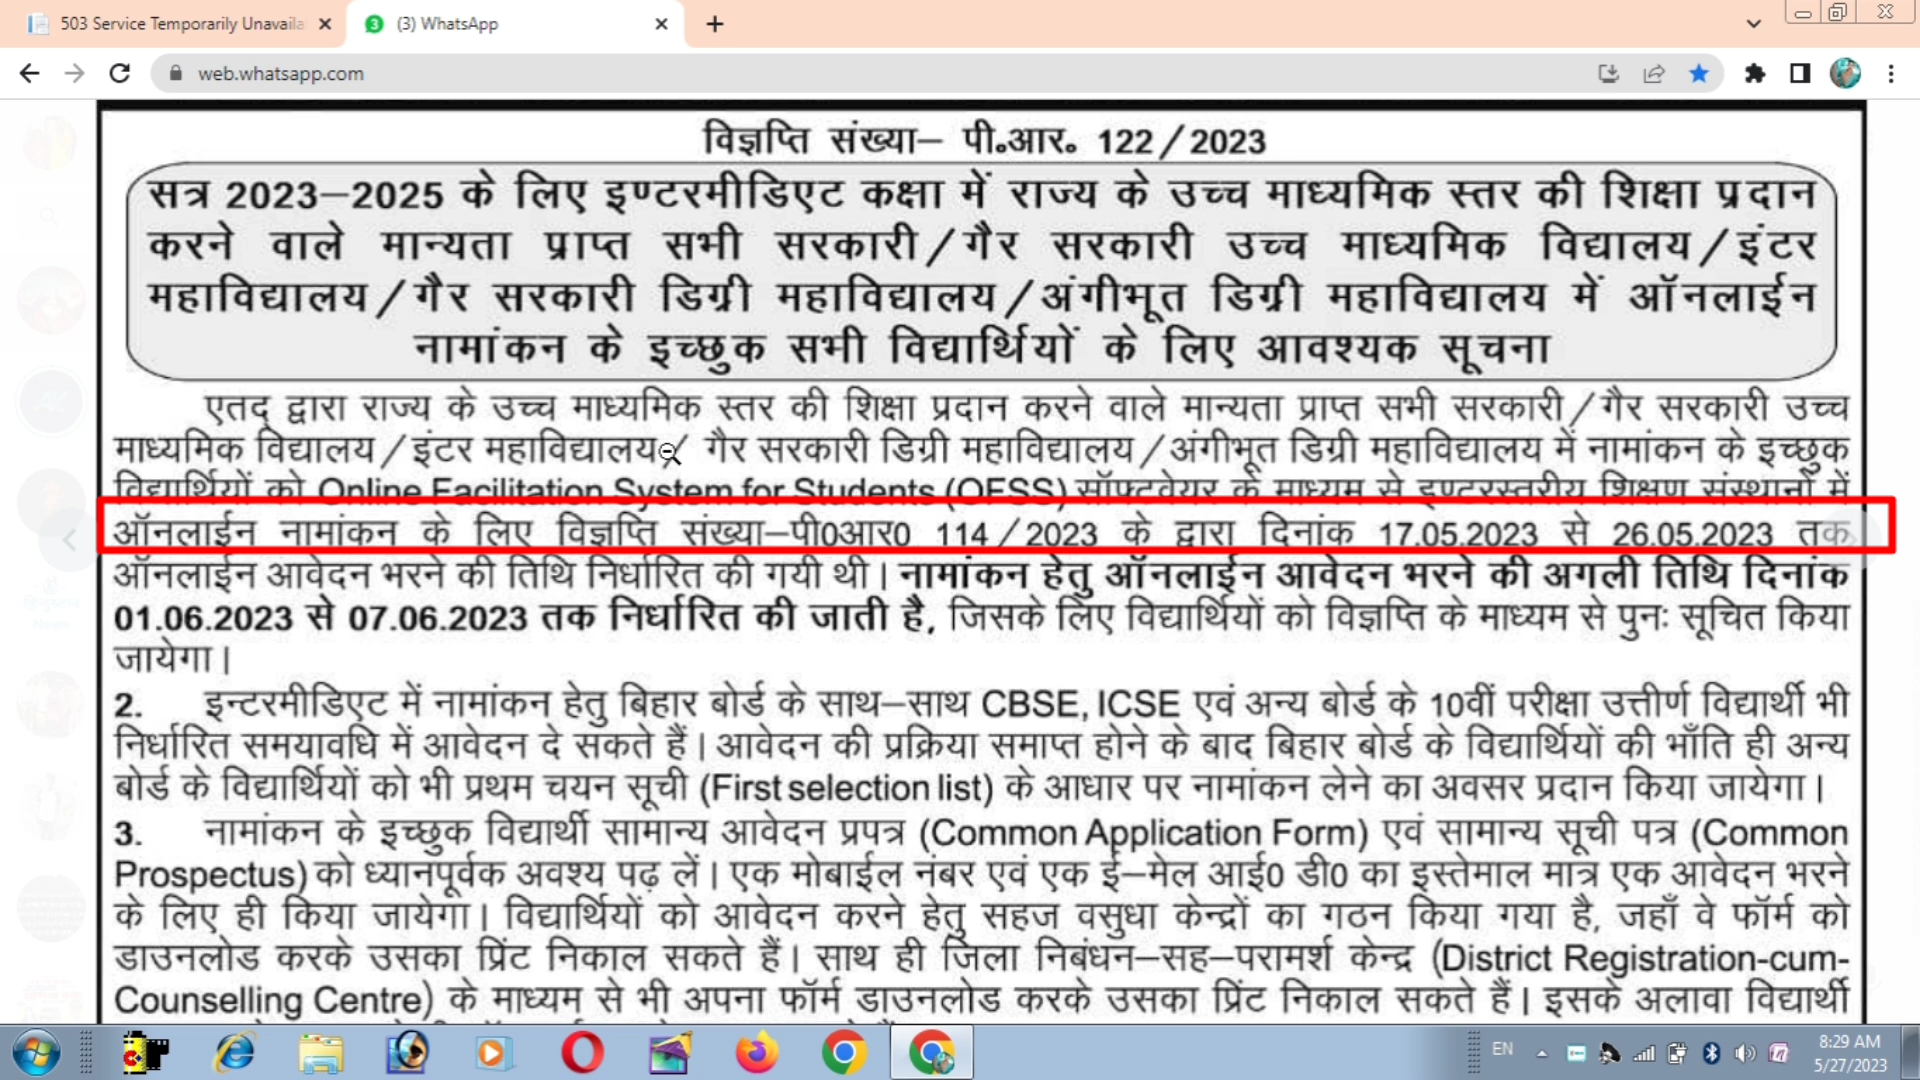 503 Service Temporarily Unavaila
(3) WhatsApp
web.whatsapp.com
विज्ञप्ति संख्या– पी.आर. 122/2023
सत्र 2023–2025 के लिए इण्टरमीडिएट कक्षा में राज्य के उच्च माध्यमिक स्तर की शिक्षा प्रदान
करने वाले मान्यता प्राप्त सभी सरकारी/गैर सरकारी उच्च माध्यमिक विद्यालय/इंटर
महाविद्यालय/गैर सरकारी डिग्री महाविद्यालय/अंगीभूत डिग्री महाविद्यालय में ऑनलाईन
नामांकन के इच्छुक सभी विद्यार्थियों के लिए आवश्यक सूचना
एतद् द्वारा राज्य के उच्च माध्यमिक स्तर की शिक्षा प्रदान करने वाले मान्यता प्राप्त सभी सरकारी/गैर सरकारी उच्च
माध्यमिक विद्यालय/इंटर महाविद्यालय/ गैर सरकारी डिग्री महाविद्यालय/अंगीभूत डिग्री महाविद्यालय में नामांकन के इच्छुक
विद्यार्थियों को Online Facilitation System for Students (OFSS) सॉफ्टवेयर के माध्यम से इण्टरस्तरीय शिक्षण संस्थानों में
ऑनलाईन नामांकन के लिए विज्ञप्ति संख्या–पी0आर0 114/2023 के द्वारा दिनांक 17.05.2023 से 26.05.2023 तक
ऑनलाईन आवेदन भरने की तिथि निर्धारित की गयी थी। नामांकन हेतु ऑनलाईन आवेदन भरने की अगली तिथि दिनांक
01.06.2023 से 07.06.2023 तक निर्धारित की जाती है, जिसके लिए विद्यार्थियों को विज्ञप्ति के माध्यम से पुनः सूचित किया
जायेगा।
2. इन्टरमीडिएट में नामांकन हेतु बिहार बोर्ड के साथ–साथ CBSE, ICSE एवं अन्य बोर्ड के 10वीं परीक्षा उत्तीर्ण विद्यार्थी भी
निर्धारित समयावधि में आवेदन दे सकते हैं। आवेदन की प्रक्रिया समाप्त होने के बाद बिहार बोर्ड के विद्यार्थियों की भाँति ही अन्य
बोर्ड के विद्यार्थियों को भी प्रथम चयन सूची (First selection list) के आधार पर नामांकन लेने का अवसर प्रदान किया जायेगा।
3. नामांकन के इच्छुक विद्यार्थी सामान्य आवेदन प्रपत्र (Common Application Form) एवं सामान्य सूची पत्र (Common
Prospectus) को ध्यानपूर्वक अवश्य पढ़ लें। एक मोबाईल नंबर एवं एक ई–मेल आई0 डी0 का इस्तेमाल मात्र एक आवेदन भरने
के लिए ही किया जायेगा। विद्यार्थियों को आवेदन करने हेतु सहज वसुधा केन्द्रों का गठन किया गया है, जहाँ वे फॉर्म को
डाउनलोड करके उसका प्रिंट निकाल सकते हैं। साथ ही जिला निबंधन–सह–परामर्श केन्द्र (District Registration-cum-
Counselling Centre) के माध्यम से भी अपना फॉर्म डाउनलोड करके उसका प्रिंट निकाल सकते हैं। इसके अलावा विद्यार्थी
EN
8:29 AM
5/27/2023